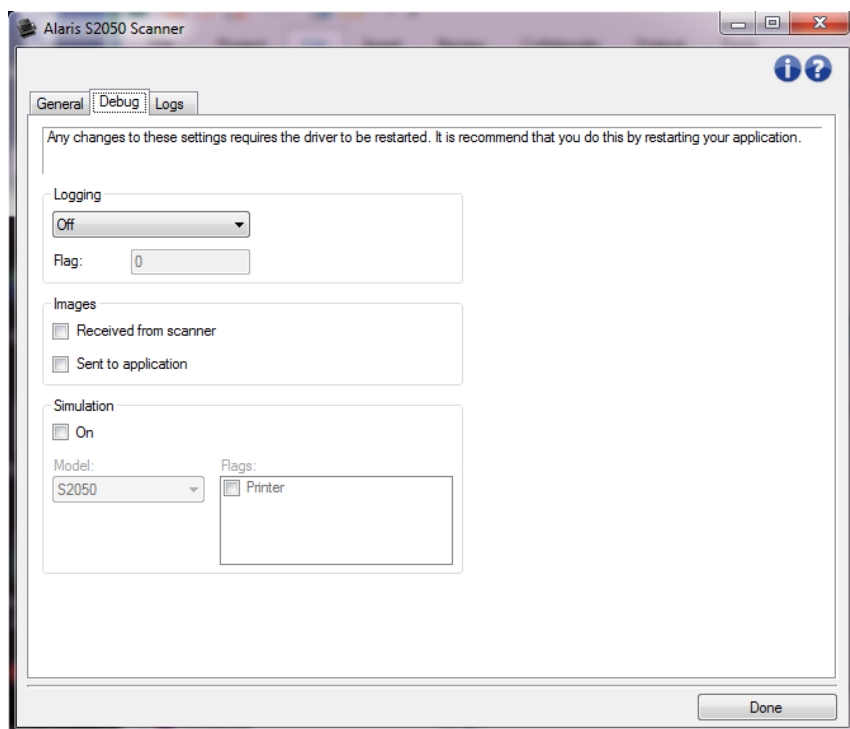 Alaris S2050 Scanner
General Debug Logs
Any changes to these settings requires the driver to be restarted. It is recommend that you do this by restarting your application.
Logging
Off
Flag: 0
Images
Received from scanner
Sent to application
Simulation
On
Model: Flags:
S2050 Printer
Done